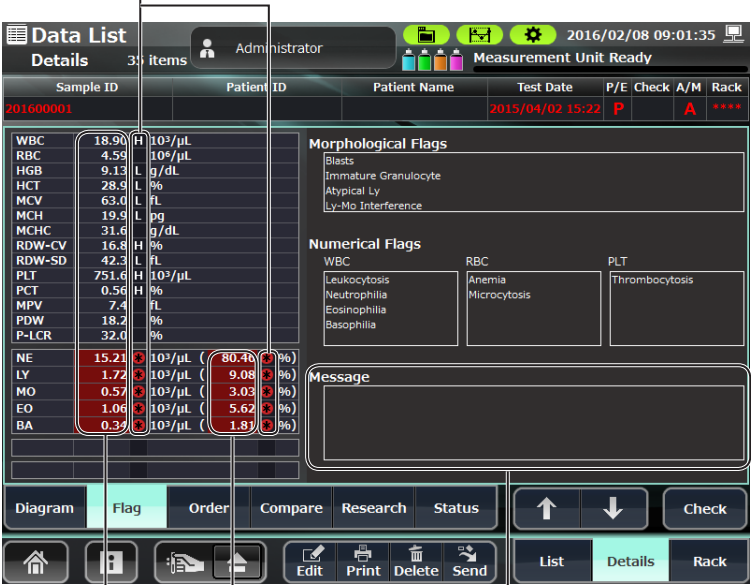 Data List
Administrator
2016/02/08 09:01:35
Details 35 items
Measurement Unit Ready
Sample ID Patient ID Patient Name Test Date P/E Check A/M Rack
201600001 2015/04/02 15:22 P A ****
WBC 18.90 H 10³/µL
RBC 4.59 10⁶/µL
HGB 9.13 L g/dL
HCT 28.9 L %
MCV 63.0 L fL
MCH 19.9 L pg
MCHC 31.6 g/dL
RDW-CV 16.8 H %
RDW-SD 42.3 L fL
PLT 751.6 H 10³/µL
PCT 0.56 H %
MPV 7.4 fL
PDW 18.2 %
P-LCR 32.0 %
NE 15.21 * 10³/µL ( 80.46 * %)
LY 1.72 * 10³/µL ( 9.08 * %)
MO 0.57 * 10³/µL ( 3.03 * %)
EO 1.06 * 10³/µL ( 5.62 * %)
BA 0.34 * 10³/µL ( 1.81 * %)
Morphological Flags
Blasts
Immature Granulocyte
Atypical Ly
Ly-Mo Interference
Numerical Flags
WBC RBC PLT
Leukocytosis Anemia Thrombocytosis
Neutrophilia Microcytosis
Eosinophilia
Basophilia
Message
Diagram Flag Order Compare Research Status Check
Edit Print Delete Send List Details Rack